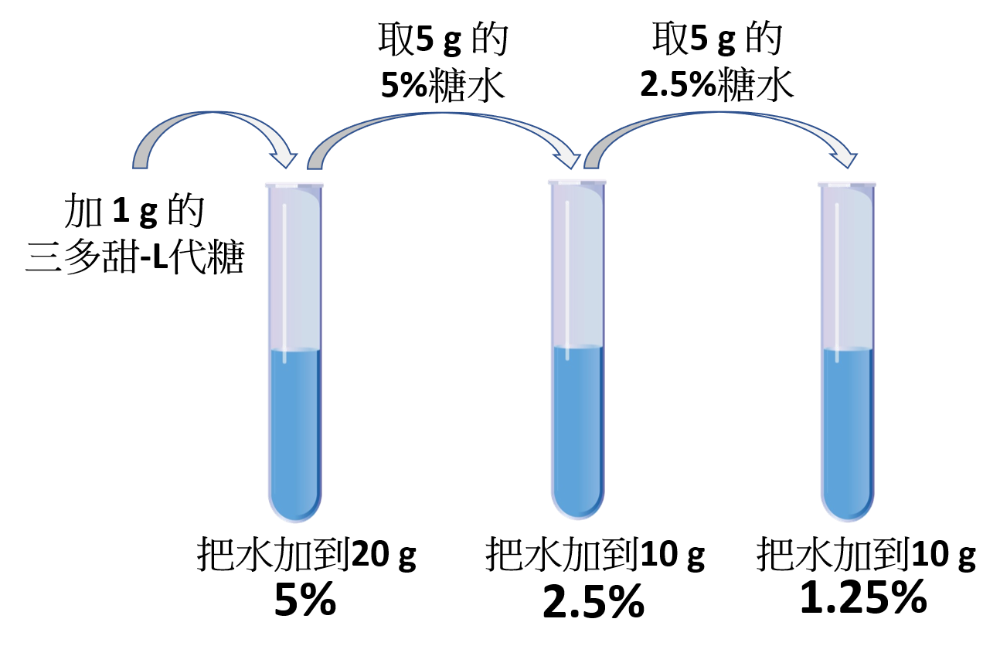 取5 g 的
5%糖水
取5 g 的
2.5%糖水
加 1 g 的
三多甜-L代糖
把水加到20 g
5%
把水加到10 g
2.5%
把水加到10 g
1.25%